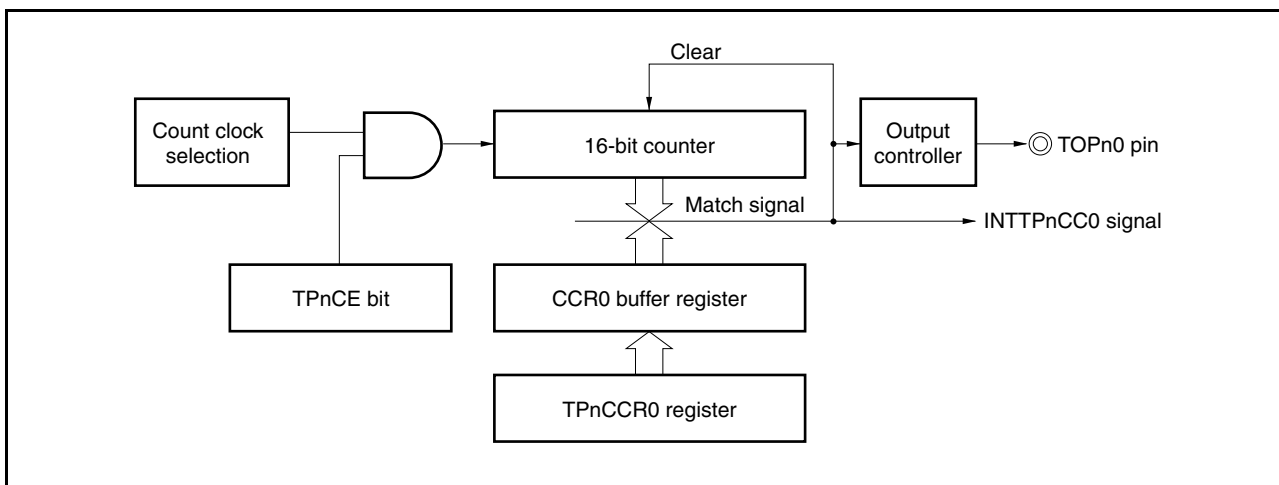 Clear
Count clock
selection
16-bit counter
Output
controller
TOPn0 pin
Match signal
INTTPnCC0 signal
TPnCE bit
CCR0 buffer register
TPnCCR0 register